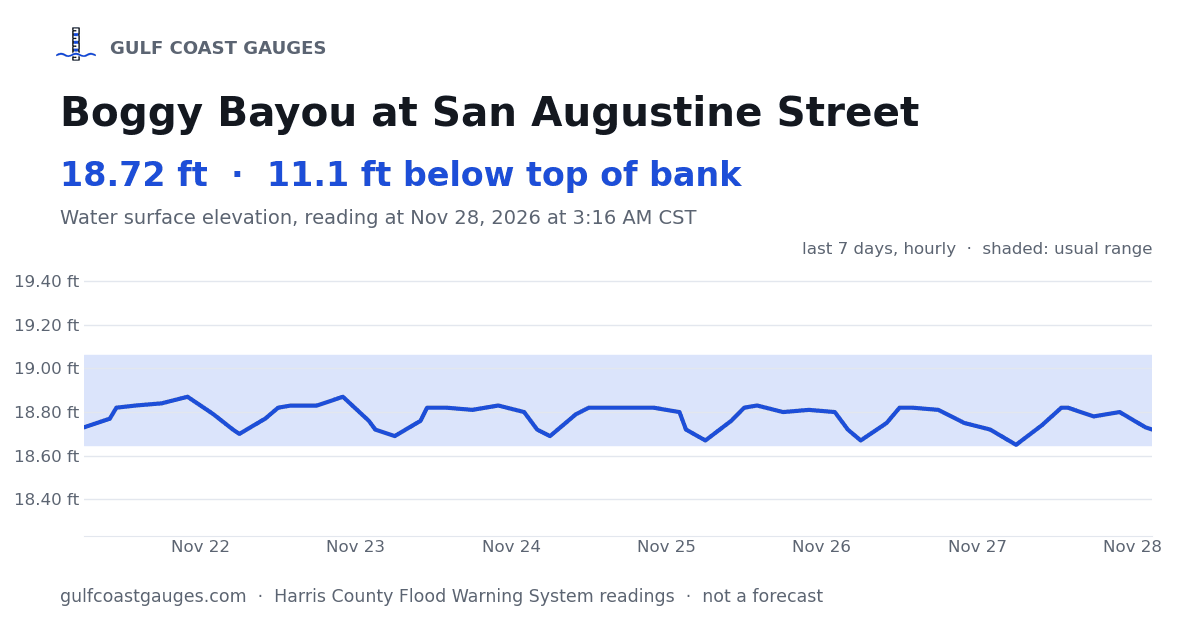 GULF COAST GAUGES
Boggy Bayou at San Augustine Street
18.72 ft · 11.1 ft below top of bank
Water surface elevation, reading at Nov 28, 2026 at 3:16 AM CST
last 7 days, hourly · shaded: usual range
19.40 ft
19.20 ft
19.00 ft
18.80 ft
18.60 ft
18.40 ft
Nov 22 Nov 23 Nov 24 Nov 25 Nov 26 Nov 27 Nov 28
gulfcoastgauges.com · Harris County Flood Warning System readings · not a forecast